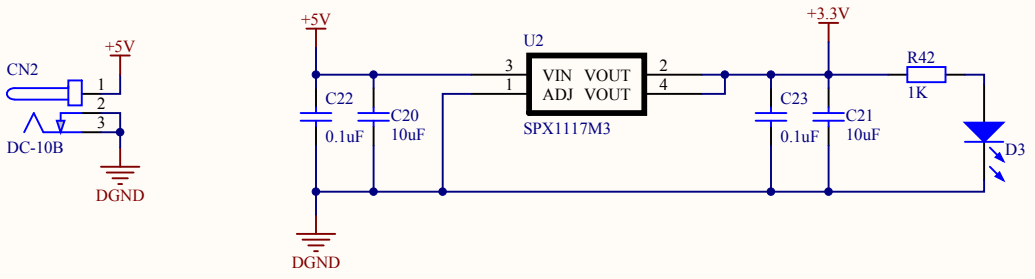 CN2
+5V
1
2
3
DC-10B
DGND
+5V
C22
0.1uF
C20
10uF
DGND
U2
3 VIN VOUT 2
1 ADJ VOUT 4
SPX1117M3
+3.3V
C23
0.1uF
C21
10uF
R42
1K
D3